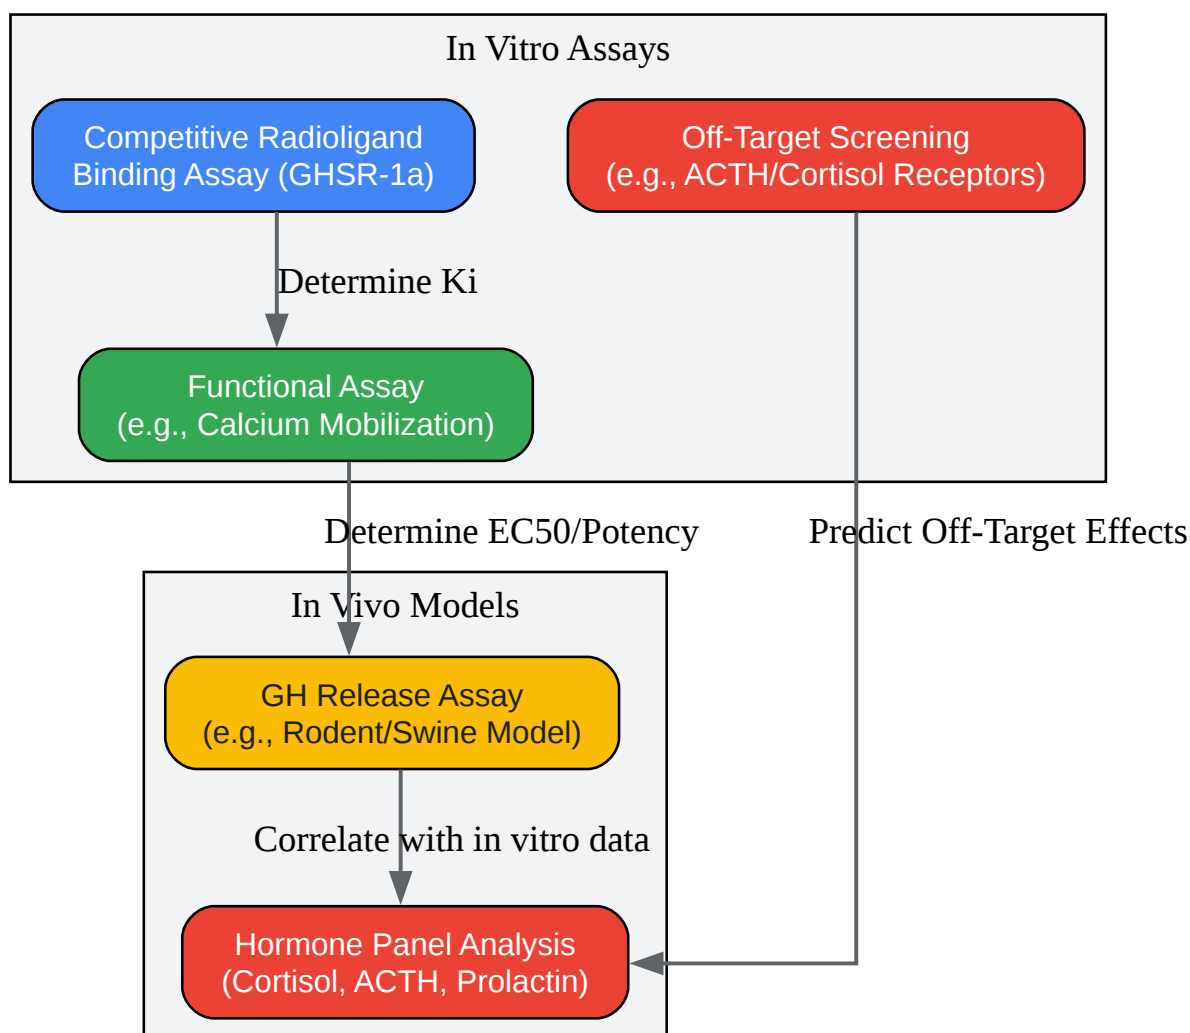 In Vitro Assays
Competitive Radioligand
Binding Assay (GHSR-1a)
Off-Target Screening
(e.g., ACTH/Cortisol Receptors)
Determine Ki
Functional Assay
(e.g., Calcium Mobilization)
Determine EC50/Potency
Predict Off-Target Effects
In Vivo Models
GH Release Assay
(e.g., Rodent/Swine Model)
Correlate with in vitro data
Hormone Panel Analysis
(Cortisol, ACTH, Prolactin)